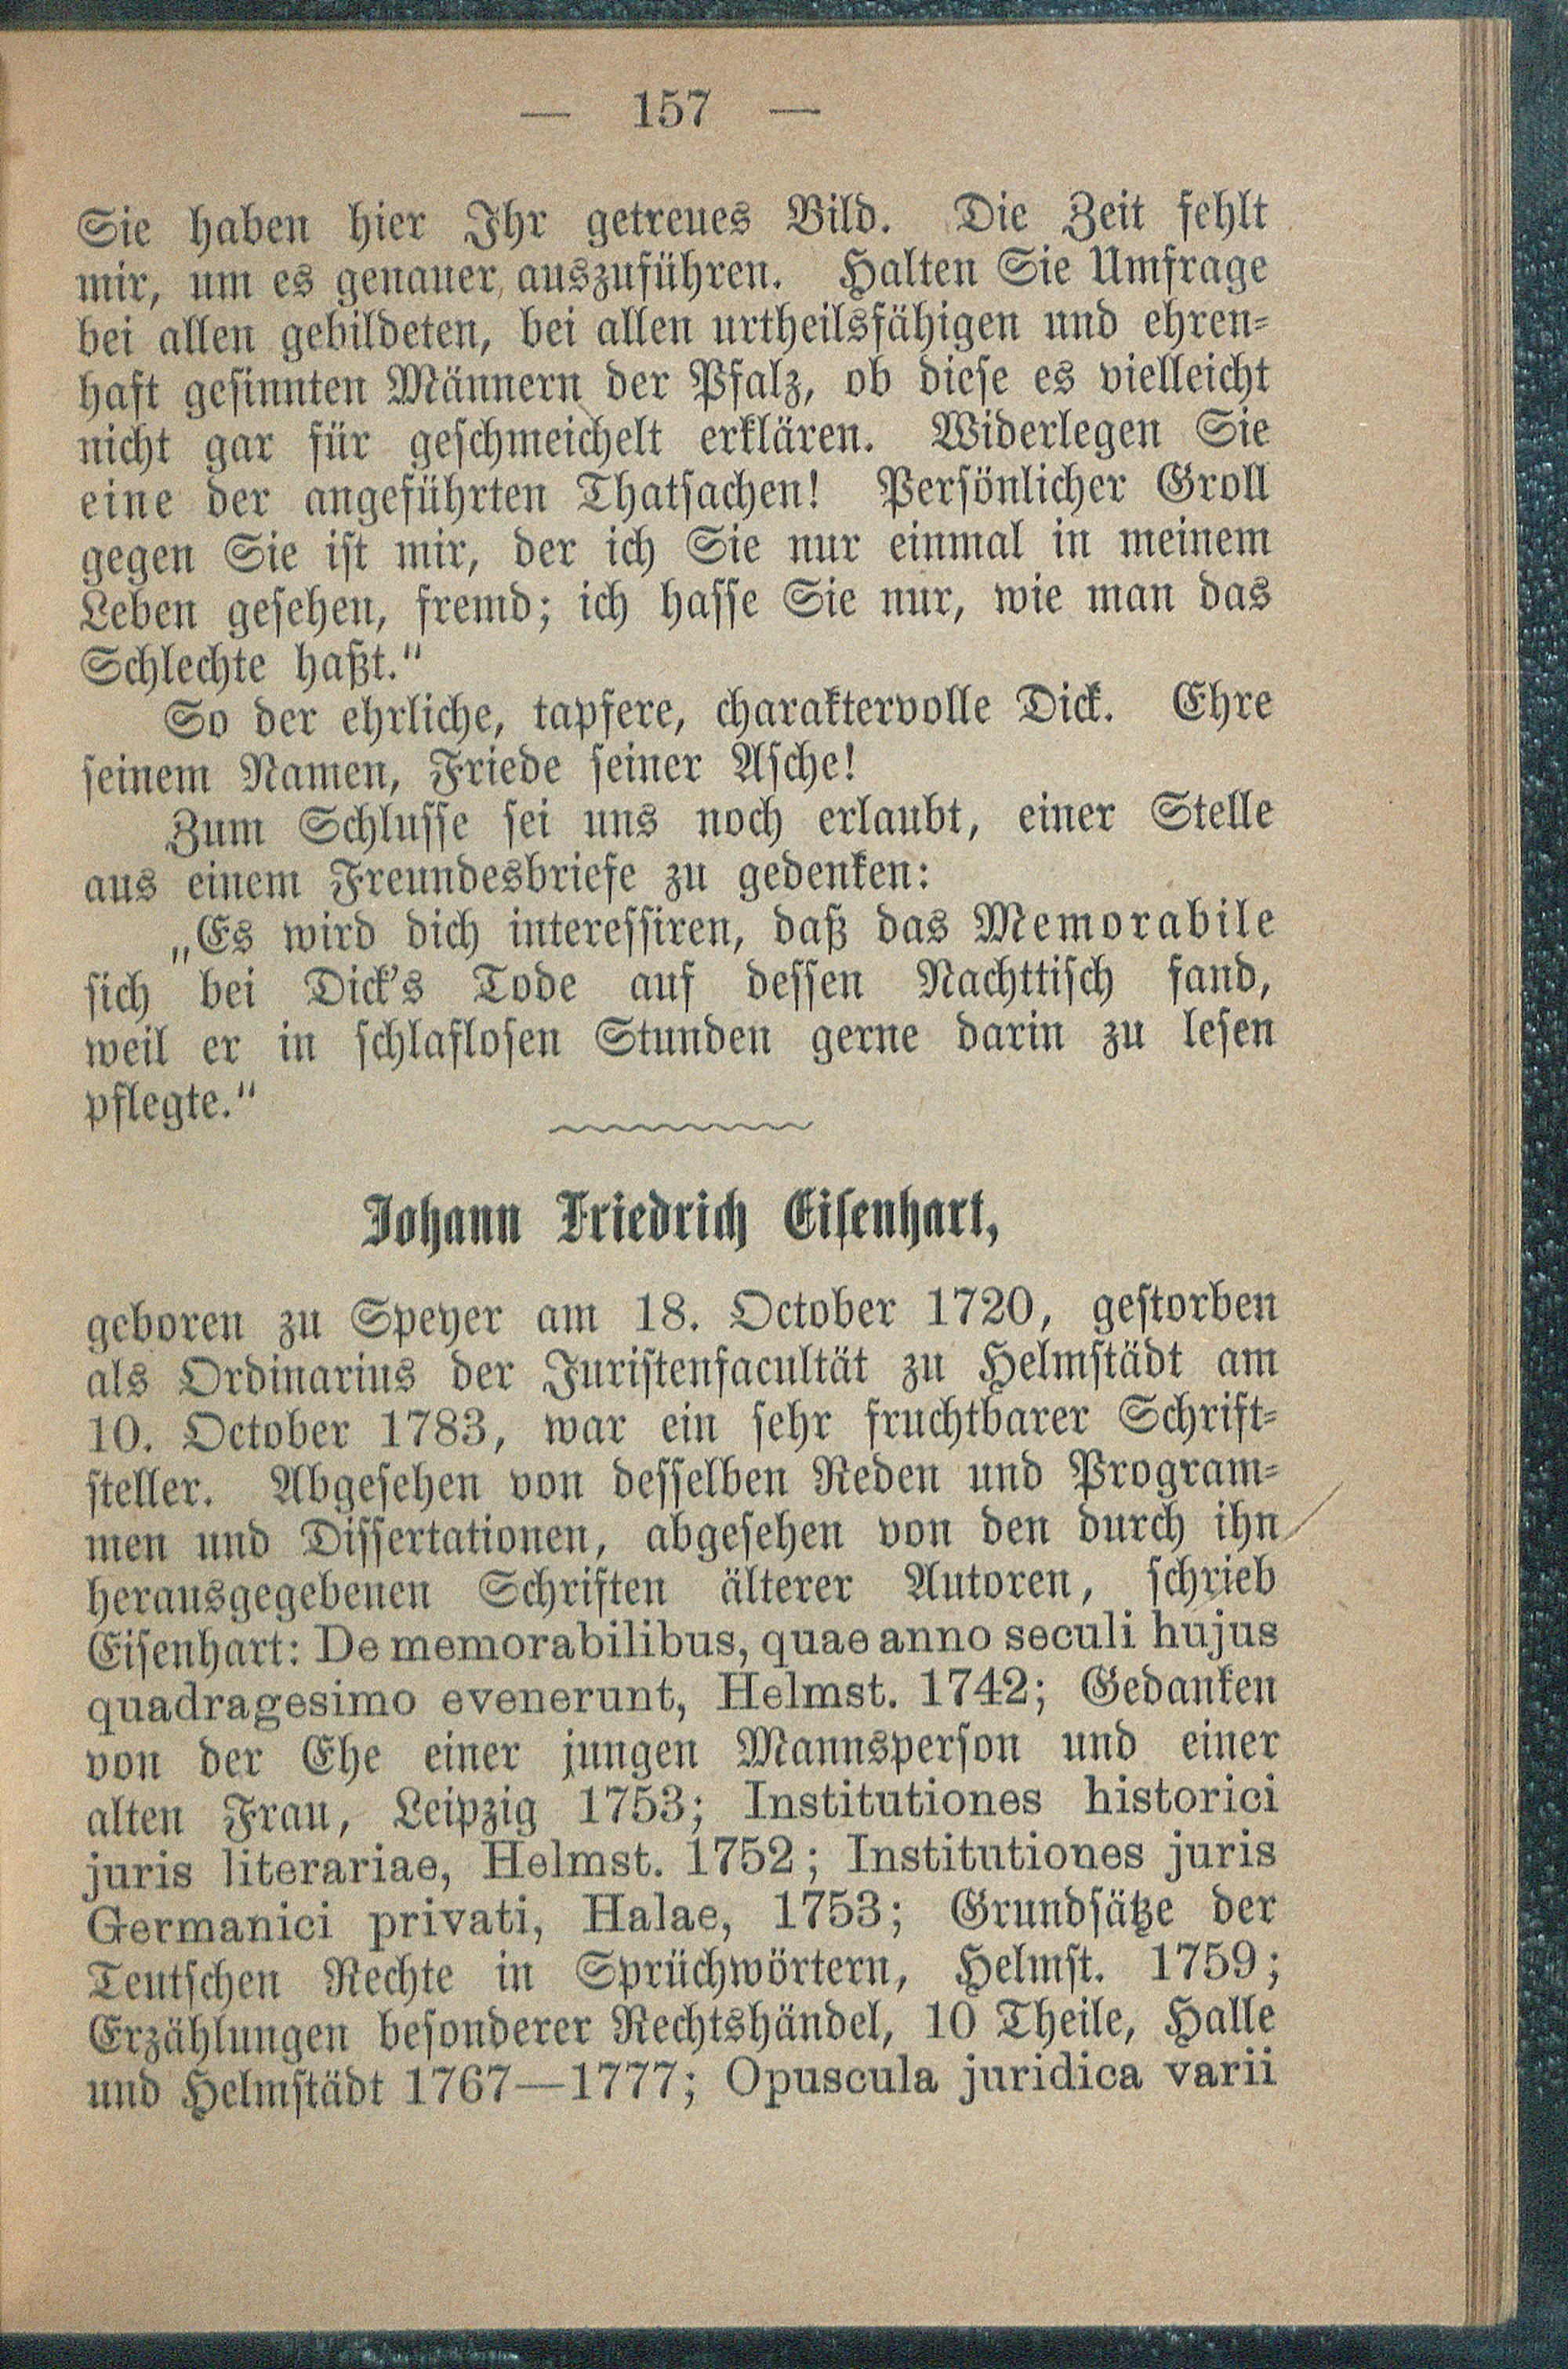 — 157 —
Sie haben hier Ihr getreues Bild. Die Zeit fehlt
mir, um es genauer auszuführen. Halten Sie Umfrage
bei allen gebildeten, bei allen urtheilsfähigen und ehren-
haft gesinnten Männern der Pfalz, ob diese es vielleicht
nicht gar für geschmeichelt erklären. Widerlegen Sie
eine der angeführten Thatsachen! Persönlicher Groll
gegen Sie ist mir, der ich Sie nur einmal in meinem
Leben gesehen, fremd; ich hasse Sie nur, wie man das
Schlechte haßt.“
So der ehrliche, tapfere, charaktervolle Dick. Ehre
seinem Namen, Friede seiner Asche!
Zum Schlusse sei uns noch erlaubt, einer Stelle
aus einem Freundesbriefe zu gedenken:
„Es wird dich interessiren, daß das Memorabile
sich bei Dick's Tode auf dessen Nachttisch fand,
weil er in schlaflosen Stunden gerne darin zu lesen
pflegte.“
Johann Friedrich Eisenhart,
geboren zu Speyer am 18. October 1720, gestorben
als Ordinarius der Juristenfacultät zu Helmstädt am
10. October 1783, war ein sehr fruchtbarer Schrift-
steller. Abgesehen von desselben Reden und Program-
men und Dissertationen, abgesehen von den durch ihn
herausgegebenen Schriften älterer Autoren, schrieb
Eisenhart: De memorabilibus, quae anno seculi hujus
quadragesimo evenerunt, Helmst. 1742; Gedanken
von der Ehe einer jungen Mannsperson und einer
alten Frau, Leipzig 1753; Institutiones historici
juris literariae, Helmst. 1752; Institutiones juris
Germanici privati, Halae, 1753; Grundsätze der
Teutschen Rechte in Sprüchwörtern, Helmst. 1759;
Erzählungen besonderer Rechtshändel, 10 Theile, Halle
und Helmstädt 1767—1777; Opuscula juridica varii